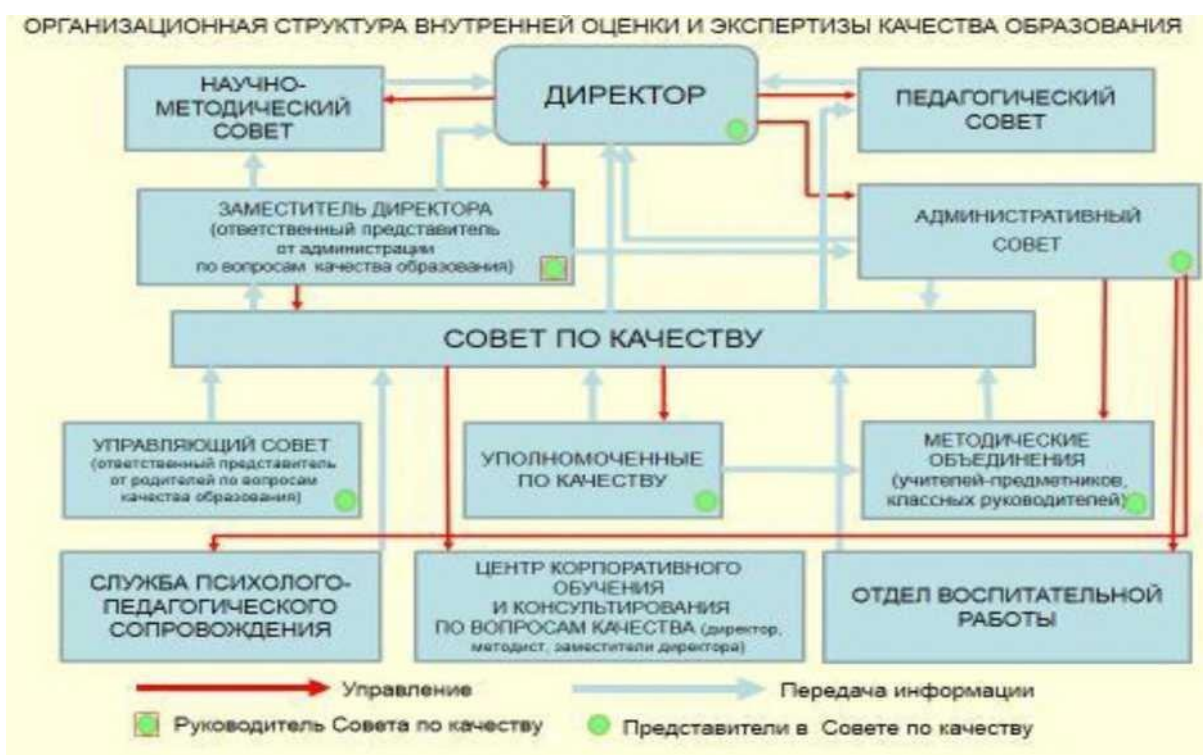 ОРГАНИЗАЦИОННАЯ СТРУКТУРА ВНУТРЕННЕЙ ОЦЕНКИ И ЭКСПЕРТИЗЫ КАЧЕСТВА ОБРАЗОВАНИЯ
НАУЧНО-
МЕТОДИЧЕСКИЙ
СОВЕТ
ДИРЕКТОР
ПЕДАГОГИЧЕСКИЙ
СОВЕТ
ЗАМЕСТИТЕЛЬ ДИРЕКТОРА
(ответственный представитель
от администрации
по вопросам качества образования)
АДМИНИСТРАТИВНЫЙ
СОВЕТ
СОВЕТ ПО КАЧЕСТВУ
УПРАВЛЯЮЩИЙ СОВЕТ
(ответственный представитель
от родителей по вопросам
качества образования)
УПОЛНОМОЧЕННЫЕ
ПО КАЧЕСТВУ
МЕТОДИЧЕСКИЕ
ОБЪЕДИНЕНИЯ
(учителей-предметников,
классных руководителей)
СЛУЖБА ПСИХОЛОГО-
ПЕДАГОГИЧЕСКОГО
СОПРОВОЖДЕНИЯ
ЦЕНТР КОРПОРАТИВНОГО
ОБУЧЕНИЯ
И КОНСУЛЬТИРОВАНИЯ
ПО ВОПРОСАМ КАЧЕСТВА (директор,
методист, заместители директора)
ОТДЕЛ ВОСПИТАТЕЛЬНОЙ
РАБОТЫ
Управление
Передача информации
Руководитель Совета по качеству
Представители в Совете по качеству